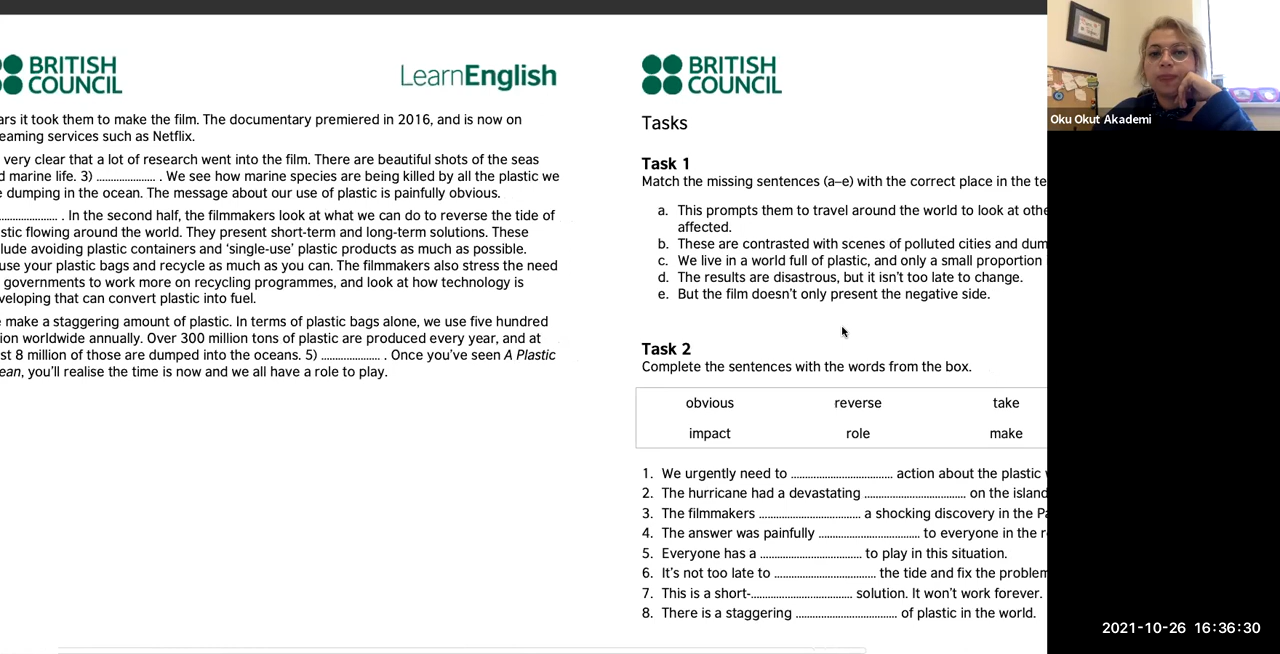 BRITISH
COUNCIL
LearnEnglish
ars it took them to make the film. The documentary premiered in 2016, and is now on
eaming services such as Netflix.
very clear that a lot of research went into the film. There are beautiful shots of the seas
d marine life. 3) ..................... . We see how marine species are being killed by all the plastic we
e dumping in the ocean. The message about our use of plastic is painfully obvious.
..................... . In the second half, the filmmakers look at what we can do to reverse the tide of
stic flowing around the world. They present short-term and long-term solutions. These
lude avoiding plastic containers and ‘single-use’ plastic products as much as possible.
use your plastic bags and recycle as much as you can. The filmmakers also stress the need
governments to work more on recycling programmes, and look at how technology is
veloping that can convert plastic into fuel.
e make a staggering amount of plastic. In terms of plastic bags alone, we use five hundred
ion worldwide annually. Over 300 million tons of plastic are produced every year, and at
st 8 million of those are dumped into the oceans. 5) ..................... . Once you’ve seen A Plastic
ean, you’ll realise the time is now and we all have a role to play.
BRITISH
COUNCIL
Tasks
Task 1
Match the missing sentences (a–e) with the correct place in the te
a. This prompts them to travel around the world to look at othe
affected.
b. These are contrasted with scenes of polluted cities and dum
c. We live in a world full of plastic, and only a small proportion
d. The results are disastrous, but it isn’t too late to change.
e. But the film doesn’t only present the negative side.
Task 2
Complete the sentences with the words from the box.
obvious reverse take
impact role make
1. We urgently need to .................................. action about the plastic
2. The hurricane had a devastating .................................. on the island
3. The filmmakers .................................. a shocking discovery in the Pa
4. The answer was painfully .................................. to everyone in the r
5. Everyone has a .................................. to play in this situation.
6. It’s not too late to .................................. the tide and fix the problem
7. This is a short-.................................. solution. It won’t work forever.
8. There is a staggering .................................. of plastic in the world.
Oku Okut Akademi
2021-10-26 16:36:30